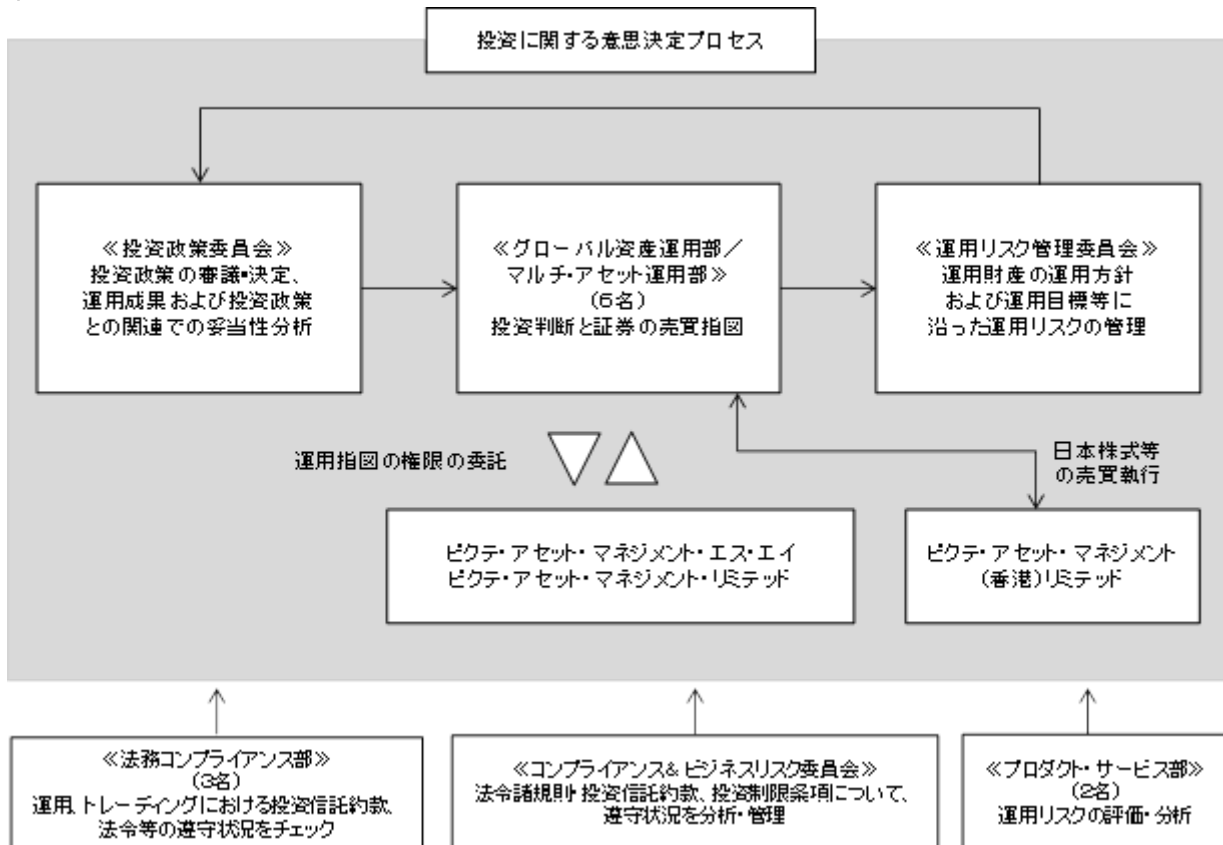 投資に関する意思決定プロセス
≪投資政策委員会≫
投資政策の審議・決定、
運用成果および投資政策
との関連での妥当性分析
≪グローバル資産運用部/
マルチ・アセット運用部≫
(6名)
投資判断と証券の売買指図
≪運用リスク管理委員会≫
運用財産の運用方針
および運用目標等に
沿った運用リスクの管理
運用指図の権限の委託
日本株式等
の売買執行
ピクテ・アセット・マネジメント・エス・エイ
ピクテ・アセット・マネジメント・リミテッド
ピクテ・アセット・マネジメント
(香港)リミテッド
≪法務コンプライアンス部≫
(3名)
運用、トレーディングにおける投資信託約款、
法令等の遵守状況をチェック
≪コンプライアンス&ビジネスリスク委員会≫
法令諸規則、投資信託約款、投資制限条項について、
遵守状況を分析・管理
≪プロダクト・サービス部≫
(2名)
運用リスクの評価・分析